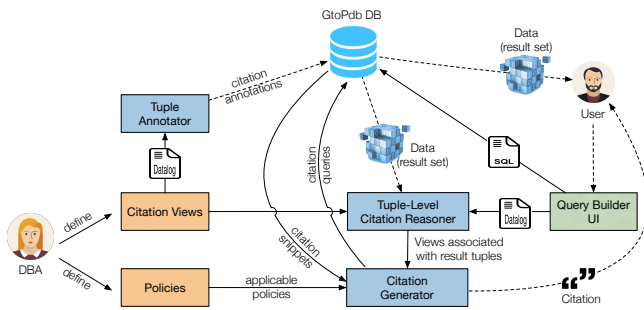 GtoPdb DB
Data
(result set)
citation
annotations
Tuple
Annotator
User
Data
(result set)
SQL
Datalog
citation
queries
define
Citation Views
Tuple-Level
Citation Reasoner
Datalog
Query Builder
UI
DBA
citation
snippets
Views associated
with result tuples
define
Policies
applicable
policies
Citation
Generator
Citation